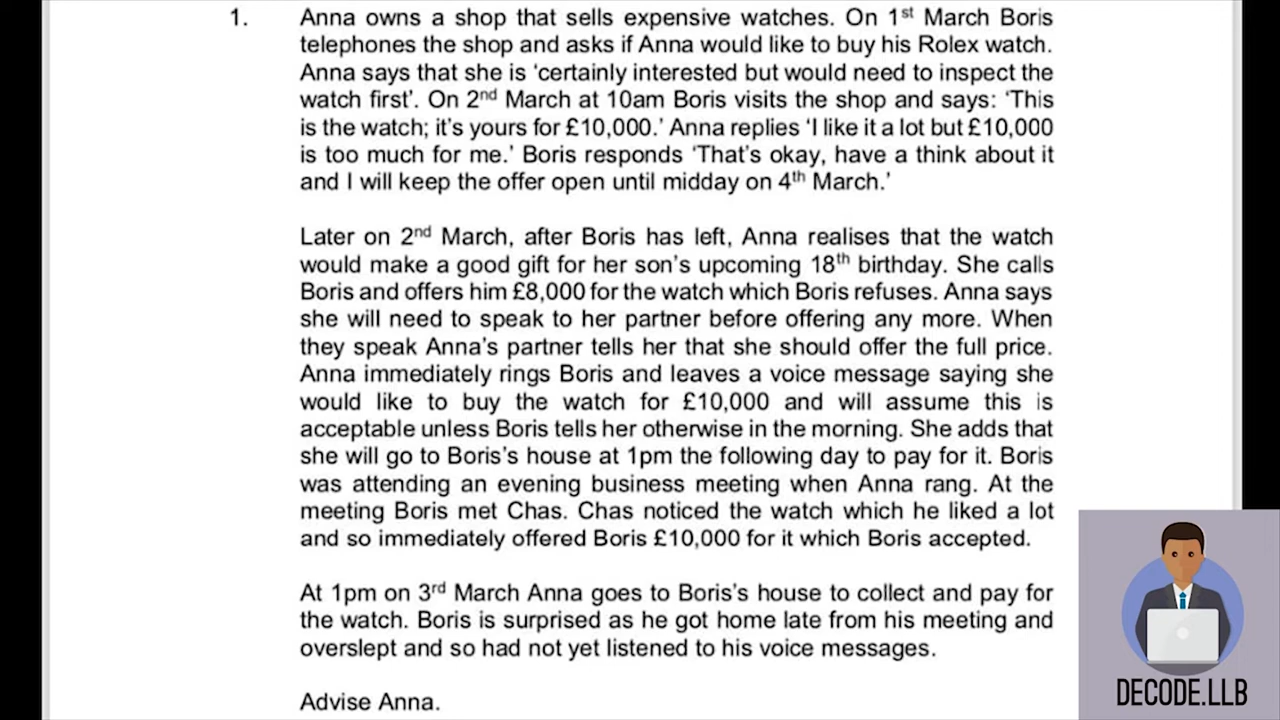 1. Anna owns a shop that sells expensive watches. On 1st March Boris
telephones the shop and asks if Anna would like to buy his Rolex watch.
Anna says that she is ‘certainly interested but would need to inspect the
watch first’. On 2nd March at 10am Boris visits the shop and says: ‘This
is the watch; it’s yours for £10,000.’ Anna replies ‘I like it a lot but £10,000
is too much for me.’ Boris responds ‘That’s okay, have a think about it
and I will keep the offer open until midday on 4th March.’
Later on 2nd March, after Boris has left, Anna realises that the watch
would make a good gift for her son’s upcoming 18th birthday. She calls
Boris and offers him £8,000 for the watch which Boris refuses. Anna says
she will need to speak to her partner before offering any more. When
they speak Anna’s partner tells her that she should offer the full price.
Anna immediately rings Boris and leaves a voice message saying she
would like to buy the watch for £10,000 and will assume this is
acceptable unless Boris tells her otherwise in the morning. She adds that
she will go to Boris’s house at 1pm the following day to pay for it. Boris
was attending an evening business meeting when Anna rang. At the
meeting Boris met Chas. Chas noticed the watch which he liked a lot
and so immediately offered Boris £10,000 for it which Boris accepted.
At 1pm on 3rd March Anna goes to Boris’s house to collect and pay for
the watch. Boris is surprised as he got home late from his meeting and
overslept and so had not yet listened to his voice messages.
Advise Anna.
DECODE.LLB